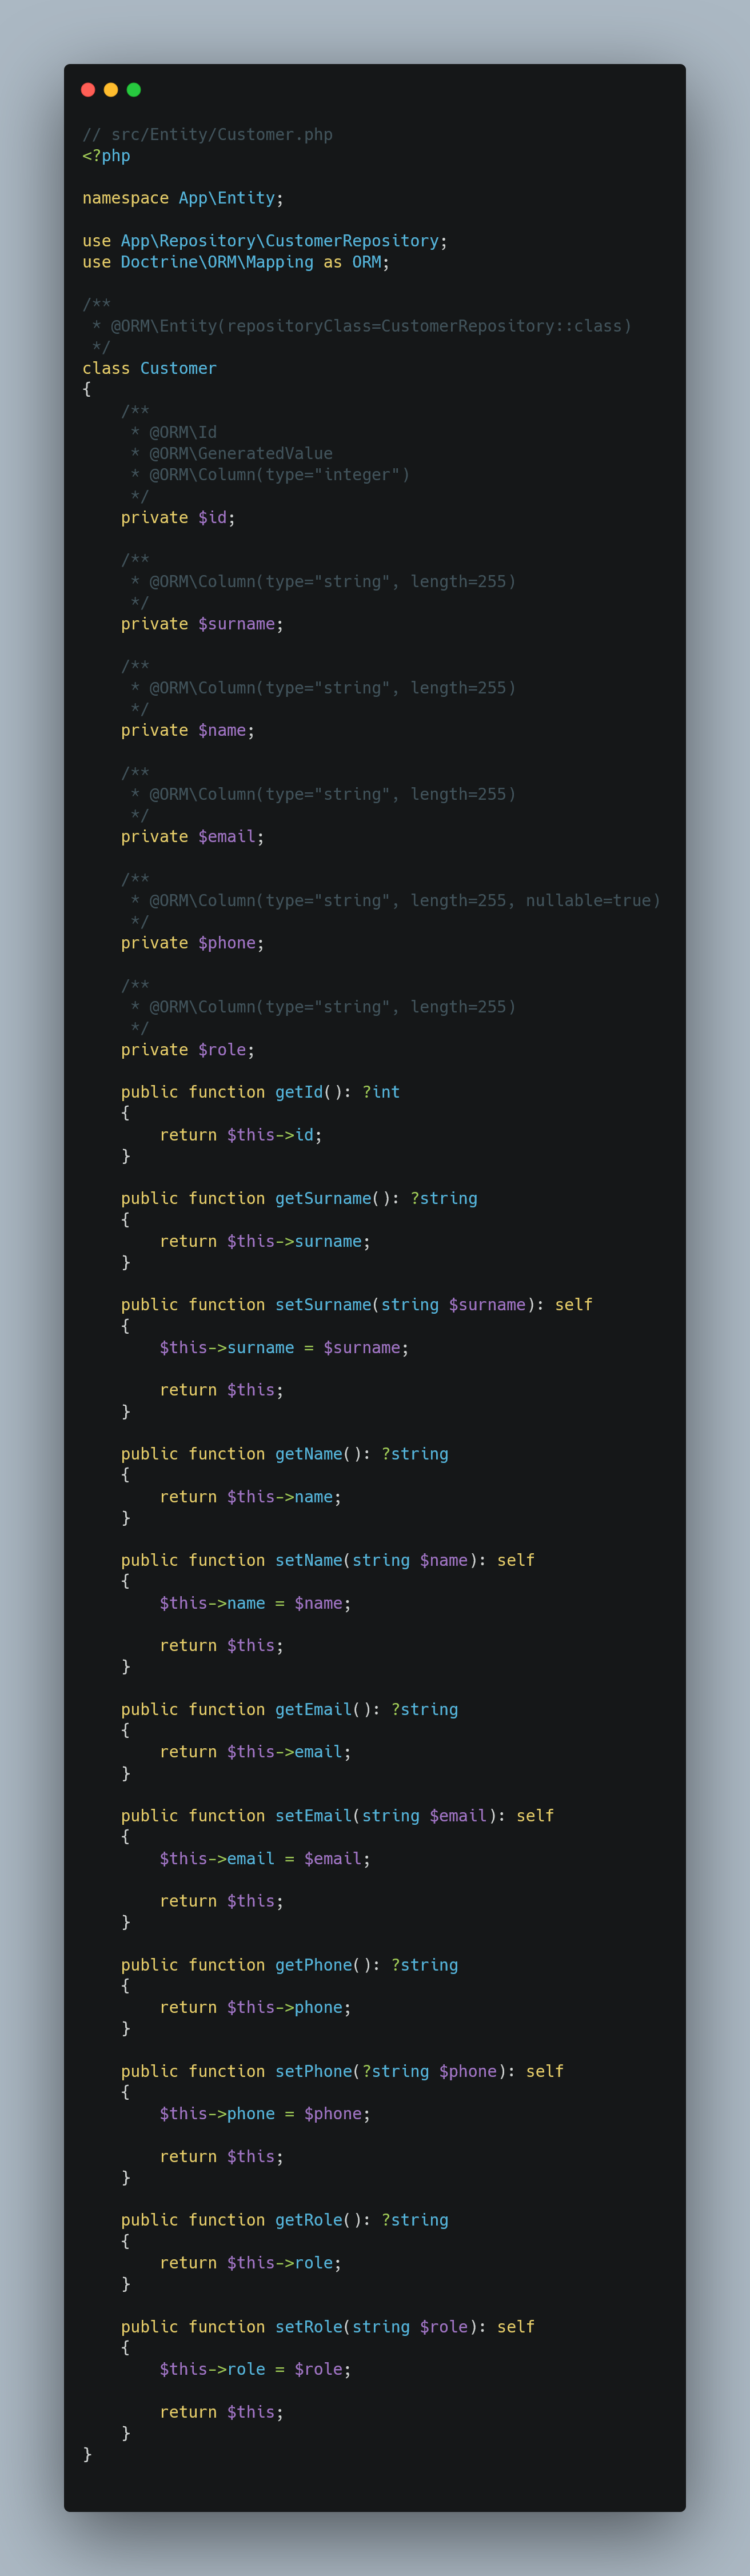 // src/Entity/Customer.php
<?php

namespace App\Entity;

use App\Repository\CustomerRepository;
use Doctrine\ORM\Mapping as ORM;

/**
 * @ORM\Entity(repositoryClass=CustomerRepository::class)
 */
class Customer
{
    /**
     * @ORM\Id
     * @ORM\GeneratedValue
     * @ORM\Column(type="integer")
     */
    private $id;

    /**
     * @ORM\Column(type="string", length=255)
     */
    private $surname;

    /**
     * @ORM\Column(type="string", length=255)
     */
    private $name;

    /**
     * @ORM\Column(type="string", length=255)
     */
    private $email;

    /**
     * @ORM\Column(type="string", length=255, nullable=true)
     */
    private $phone;

    /**
     * @ORM\Column(type="string", length=255)
     */
    private $role;

    public function getId(): ?int
    {
        return $this->id;
    }

    public function getSurname(): ?string
    {
        return $this->surname;
    }

    public function setSurname(string $surname): self
    {
        $this->surname = $surname;

        return $this;
    }

    public function getName(): ?string
    {
        return $this->name;
    }

    public function setName(string $name): self
    {
        $this->name = $name;

        return $this;
    }

    public function getEmail(): ?string
    {
        return $this->email;
    }

    public function setEmail(string $email): self
    {
        $this->email = $email;

        return $this;
    }

    public function getPhone(): ?string
    {
        return $this->phone;
    }

    public function setPhone(?string $phone): self
    {
        $this->phone = $phone;

        return $this;
    }

    public function getRole(): ?string
    {
        return $this->role;
    }

    public function setRole(string $role): self
    {
        $this->role = $role;

        return $this;
    }
}